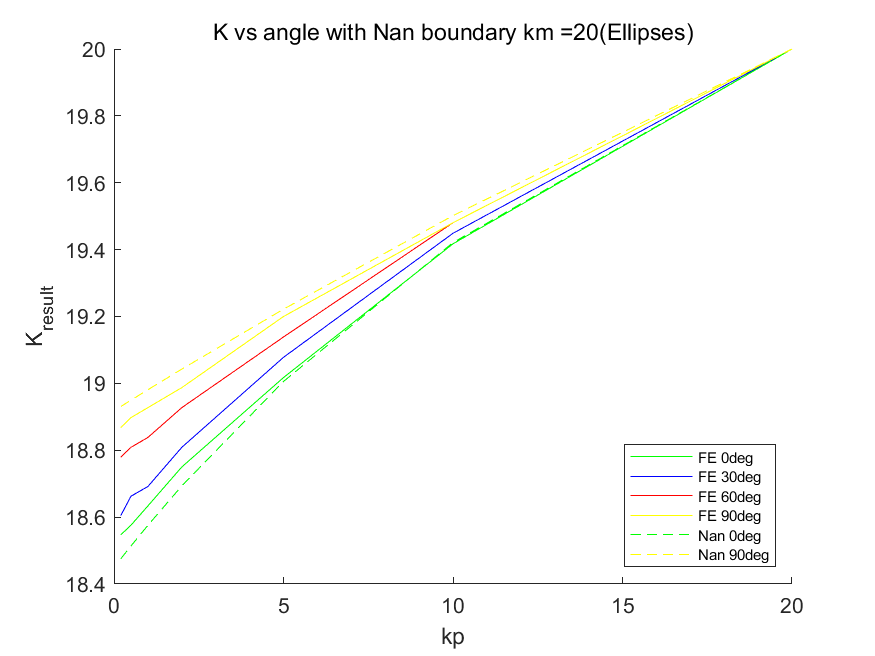 K vs angle with Nan boundary km =20(Ellipses)
20
19.8
19.6
19.4
19.2
19
18.8
18.6
18.4
K_result
FE 0deg
FE 30deg
FE 60deg
FE 90deg
Nan 0deg
Nan 90deg
0
5
10
15
20
kp